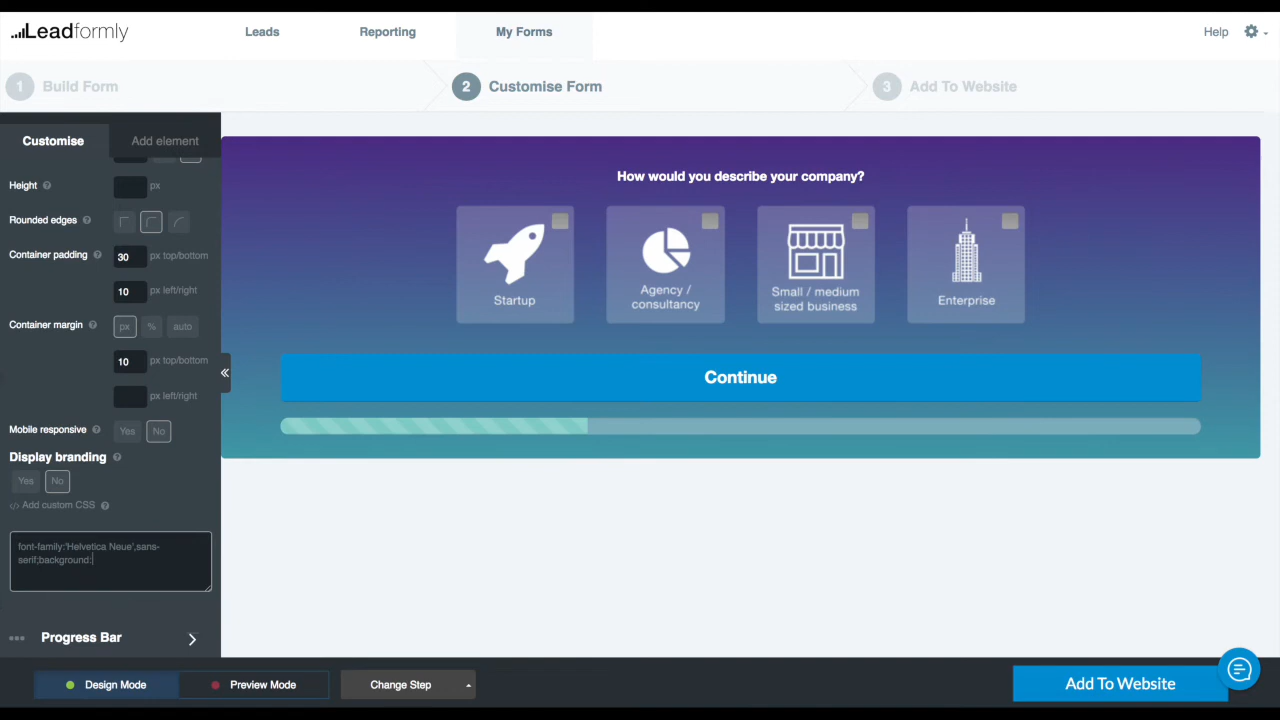 Leadformly
Leads
Reporting
My Forms
Help
1 Build Form
2 Customise Form
3 Add To Website
Customise
Add element
Height ? px
Rounded edges ?
Container padding ? 30 px top/bottom
10 px left/right
Container margin ? px % auto
10 px top/bottom
px left/right
Mobile responsive ? Yes No
Display branding ?
Yes No
</> Add custom CSS ?
font-family:'Helvetica Neue',sans-
serif;background:
Progress Bar
How would you describe your company?
Startup
Agency /
consultancy
Small / medium
sized business
Enterprise
Continue
Design Mode
Preview Mode
Change Step
Add To Website